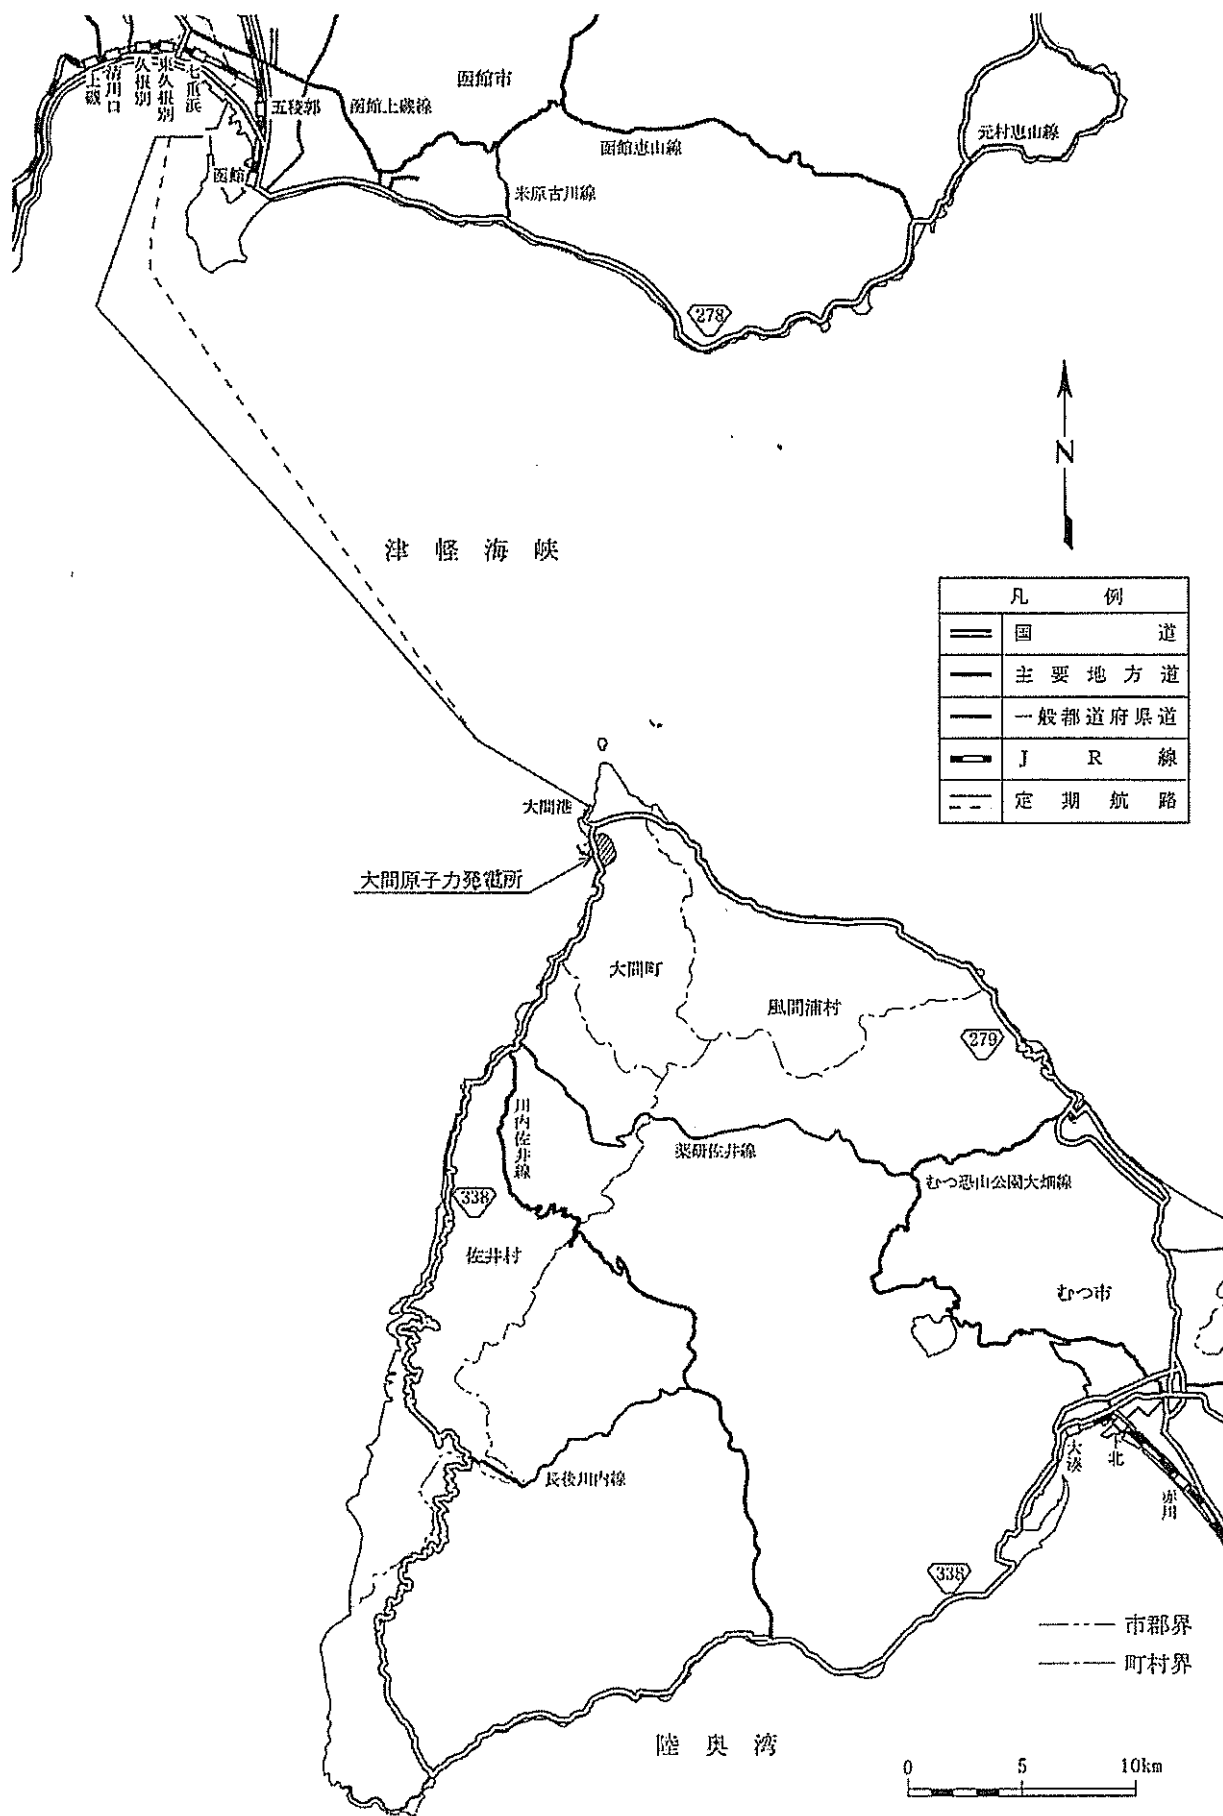 函館市
上磯
清川口
久根別
東久根別
七重浜
五稜郭
函館上磯線
函館恵山線
元村恵山線
函館
米原古川線
278
N
津軽海峡
凡例
国道
主要地方道
一般都道府県道
JR線
定期航路
大間港
大間原子力発電所
大間町
風間浦村
279
川内佐井線
薬研佐井線
むつ恐山公園大畑線
338
佐井村
むつ市
大湊
下北
赤川
長後川内線
338
市郡界
町村界
陸奥湾
0 5 10km